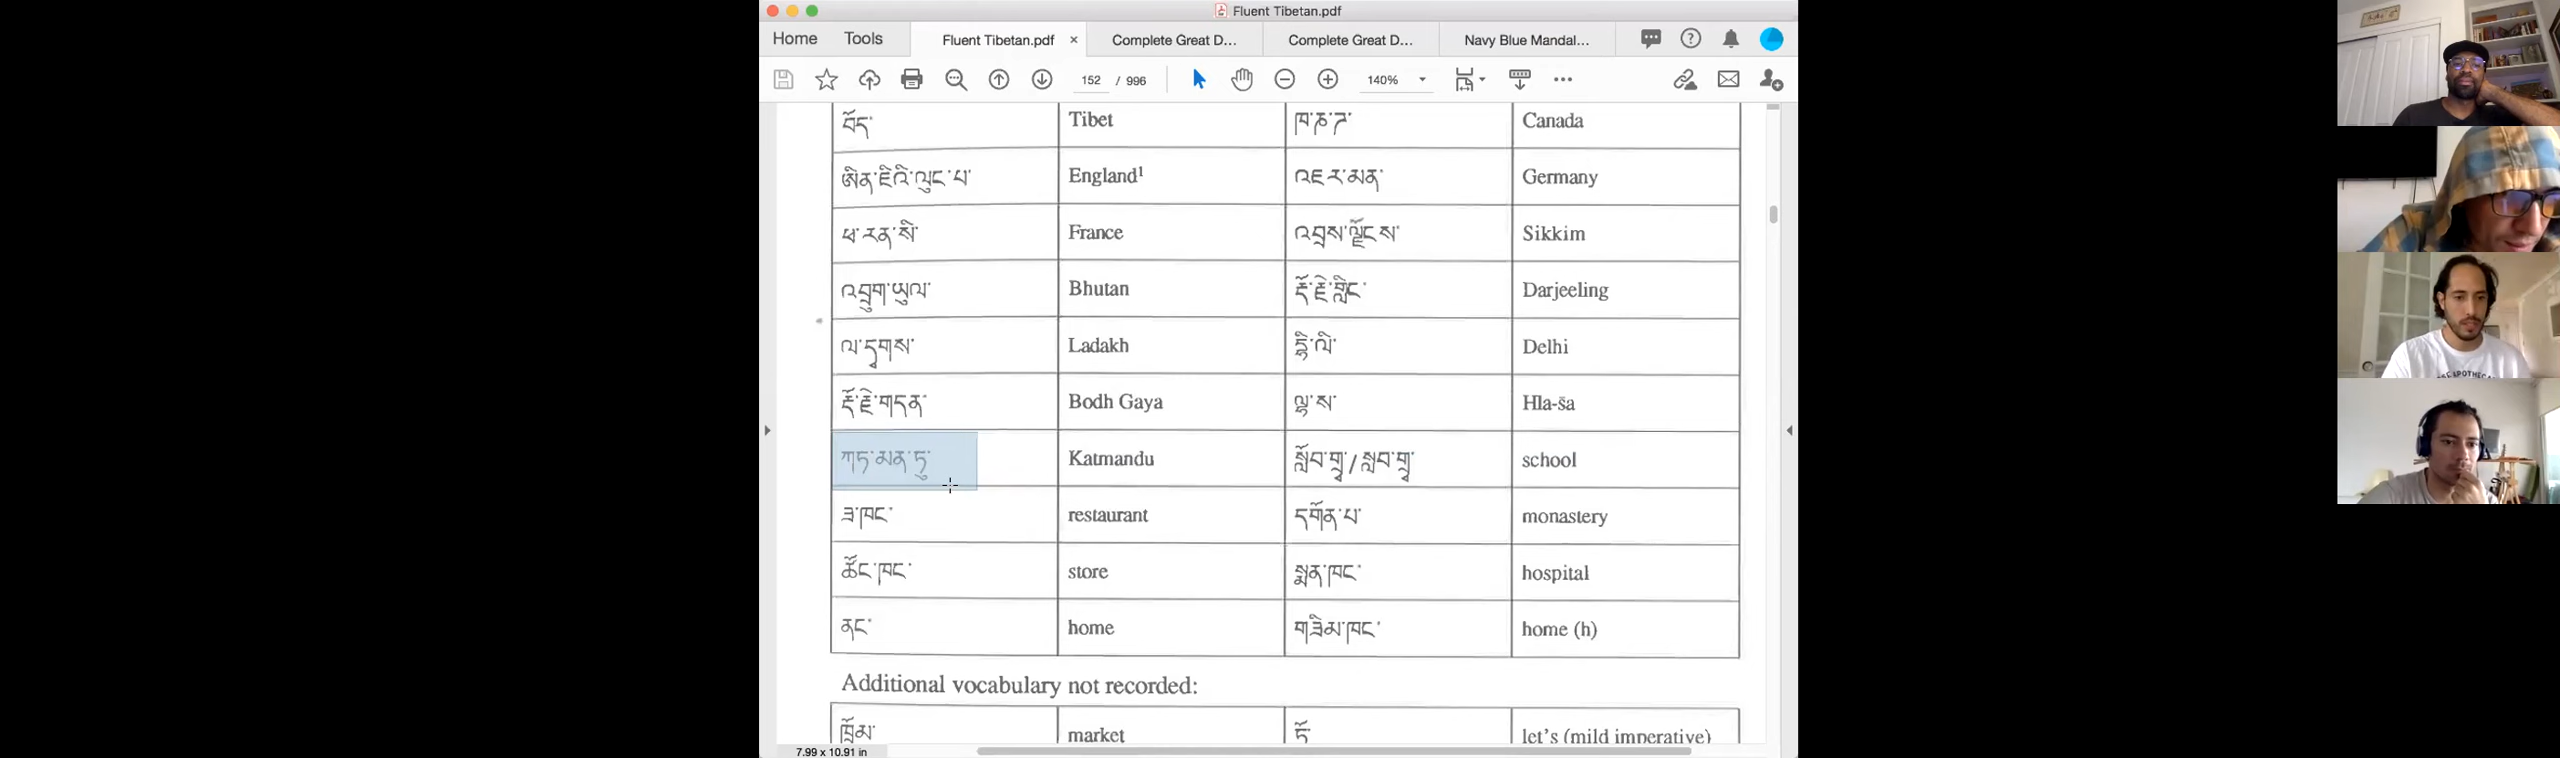 Fluent Tibetan.pdf
Home Tools Fluent Tibetan.pdf × Complete Great D... Complete Great D... Navy Blue Mandal...
152 / 996 140%
བོད་ Tibet ཁ་ཆ་ཌ་ Canada
ཨིན་ཇིའི་ལུང་པ་ England¹ འཇར་མན་ Germany
ཕ་རན་སི་ France འབྲས་ལྗོངས་ Sikkim
འབྲུག་ཡུལ་ Bhutan རྡོ་རྗེ་གླིང་ Darjeeling
ལ་དྭགས་ Ladakh Delhi
རྡོ་རྗེ་གདན་ Bodh Gaya ལྷ་ས་ Hla-s̄a
ཀཏ་མན་ཏུ་ Katmandu སློབ་གྲྭ་/སླབ་གྲྭ་ school
ཟ་ཁང་ restaurant དགོན་པ་ monastery
ཚོང་ཁང་ store སྨན་ཁང་ hospital
ནང་ home གཟིམ་ཁང་ home (h)
Additional vocabulary not recorded:
ཁྲོམ་ market let's (mild imperative)
7.99 x 10.91 in